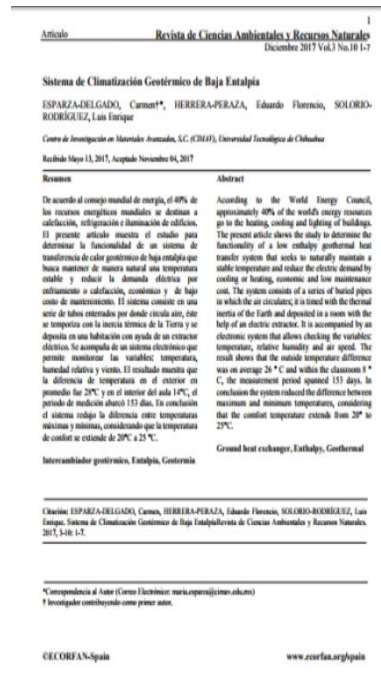 1
Artículo Revista de Ciencias Ambientales y Recursos Naturales
Diciembre 2017 Vol.3 No.10 1-7
Sistema de Climatización Geotérmico de Baja Entalpia
ESPARZA-DELGADO, Carmen†*, HERRERA-PERAZA, Eduardo Florencio, SOLORIO-
RODRÍGUEZ, Luis Enrique
Centro de Investigación en Materiales Avanzados, S.C. (CIMAV), Universidad Tecnológica de Chihuahua
Recibido Mayo 13, 2017, Aceptado Noviembre 04, 2017
Resumen
De acuerdo al consejo mundial de energía, el 40% de
los recursos energéticos mundiales se destinan a
calefacción, refrigeración e iluminación de edificios.
El presente artículo muestra el estudio para
determinar la funcionalidad de un sistema de
transferencia de calor geotérmico de baja entalpia que
busca mantener de manera natural una temperatura
estable y reducir la demanda eléctrica por
enfriamiento o calefacción, económico y de bajo
costo de mantenimiento. El sistema consiste en una
serie de tubos enterrados por donde circula aire, éste
se temporiza con la inercia térmica de la Tierra y se
deposita en una habitación con ayuda de un extractor
eléctrico. Se acompaña de un sistema electrónico que
permite monitorear las variables: temperatura,
humedad relativa y viento. El resultado muestra que
la diferencia de temperatura en el exterior en
promedio fue 28°C y en el interior del aula 14°C, el
periodo de medición abarcó 153 días. En conclusión
el sistema redujo la diferencia entre temperaturas
máximas y mínimas, considerando que la temperatura
de confort se extiende de 20°C a 25 °C.
Intercambiador geotérmico, Entalpía, Geotermia
Abstract
According to the World Energy Council,
approximately 40% of the world's energy resources
go to the heating, cooling and lighting of buildings.
The present article shows the study to determine the
functionality of a low enthalpy geothermal heat
transfer system that seeks to naturally maintain a
stable temperature and reduce the electric demand by
cooling or heating, economic and low maintenance
cost. The system consists of a series of buried pipes
in which the air circulates; it is timed with the thermal
inertia of the Earth and deposited in a room with the
help of an electric extractor. It is accompanied by an
electronic system that allows checking the variables:
temperature, relative humidity and air speed. The
result shows that the outside temperature difference
was on average 26 ° C and within the classroom 8 °
C, the measurement period spanned 153 days. In
conclusion the system reduced the difference between
maximum and minimum temperatures, considering
that the comfort temperature extends from 20° to
25°C.
Ground heat exchanger, Enthalpy, Geothermal
Citación: ESPARZA-DELGADO, Carmen, HERRERA-PERAZA, Eduardo Florencio, SOLORIO-RODRÍGUEZ, Luis
Enrique. Sistema de Climatización Geotérmico de Baja EntalpiaRevista de Ciencias Ambientales y Recursos Naturales.
2017, 3-10: 1-7.
*Correspondencia al Autor (Correo Electrónico: maria.esparza@cimav.edu.mx)
† Investigador contribuyendo como primer autor.
©ECORFAN-Spain www.ecorfan.org/spain